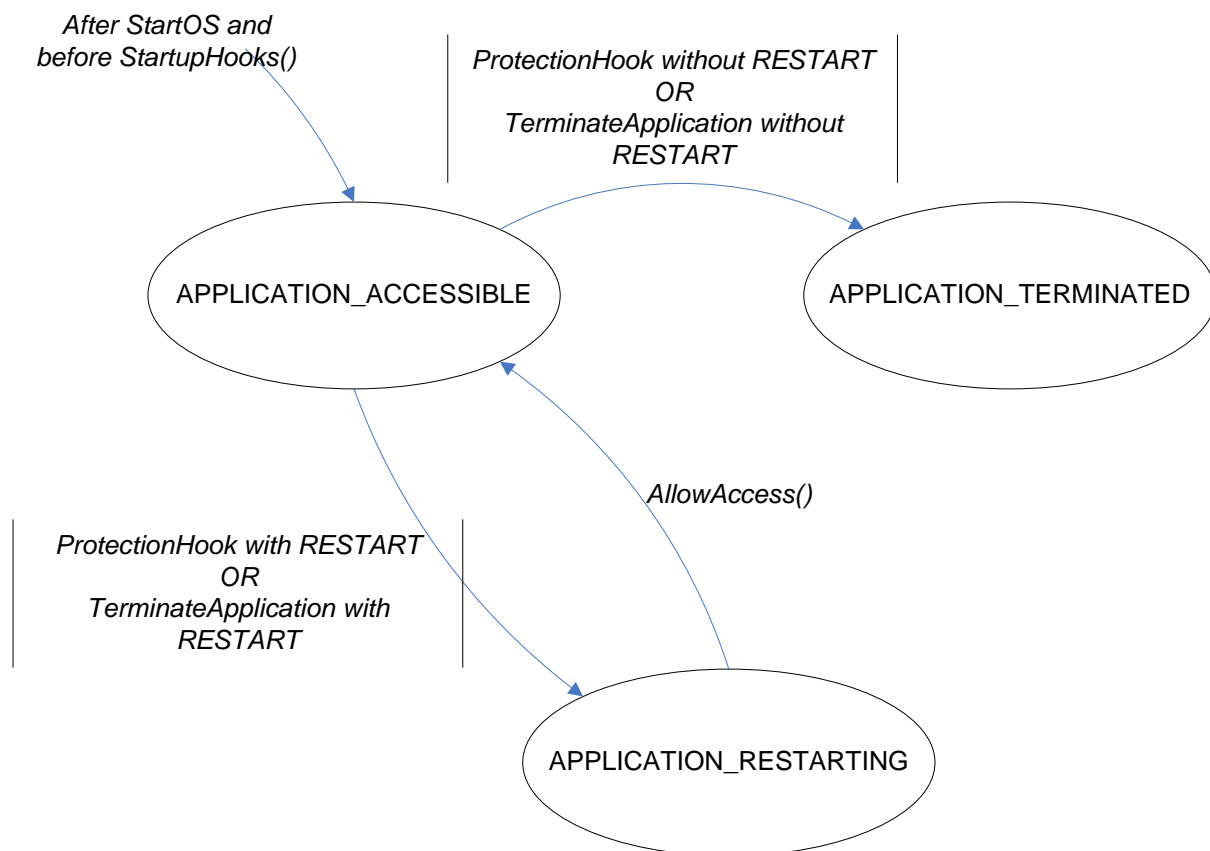 After StartOS and
before StartupHooks()
ProtectionHook without RESTART
OR
TerminateApplication without
RESTART
APPLICATION_ACCESSIBLE
APPLICATION_TERMINATED
AllowAccess()
ProtectionHook with RESTART
OR
TerminateApplication with
RESTART
APPLICATION_RESTARTING